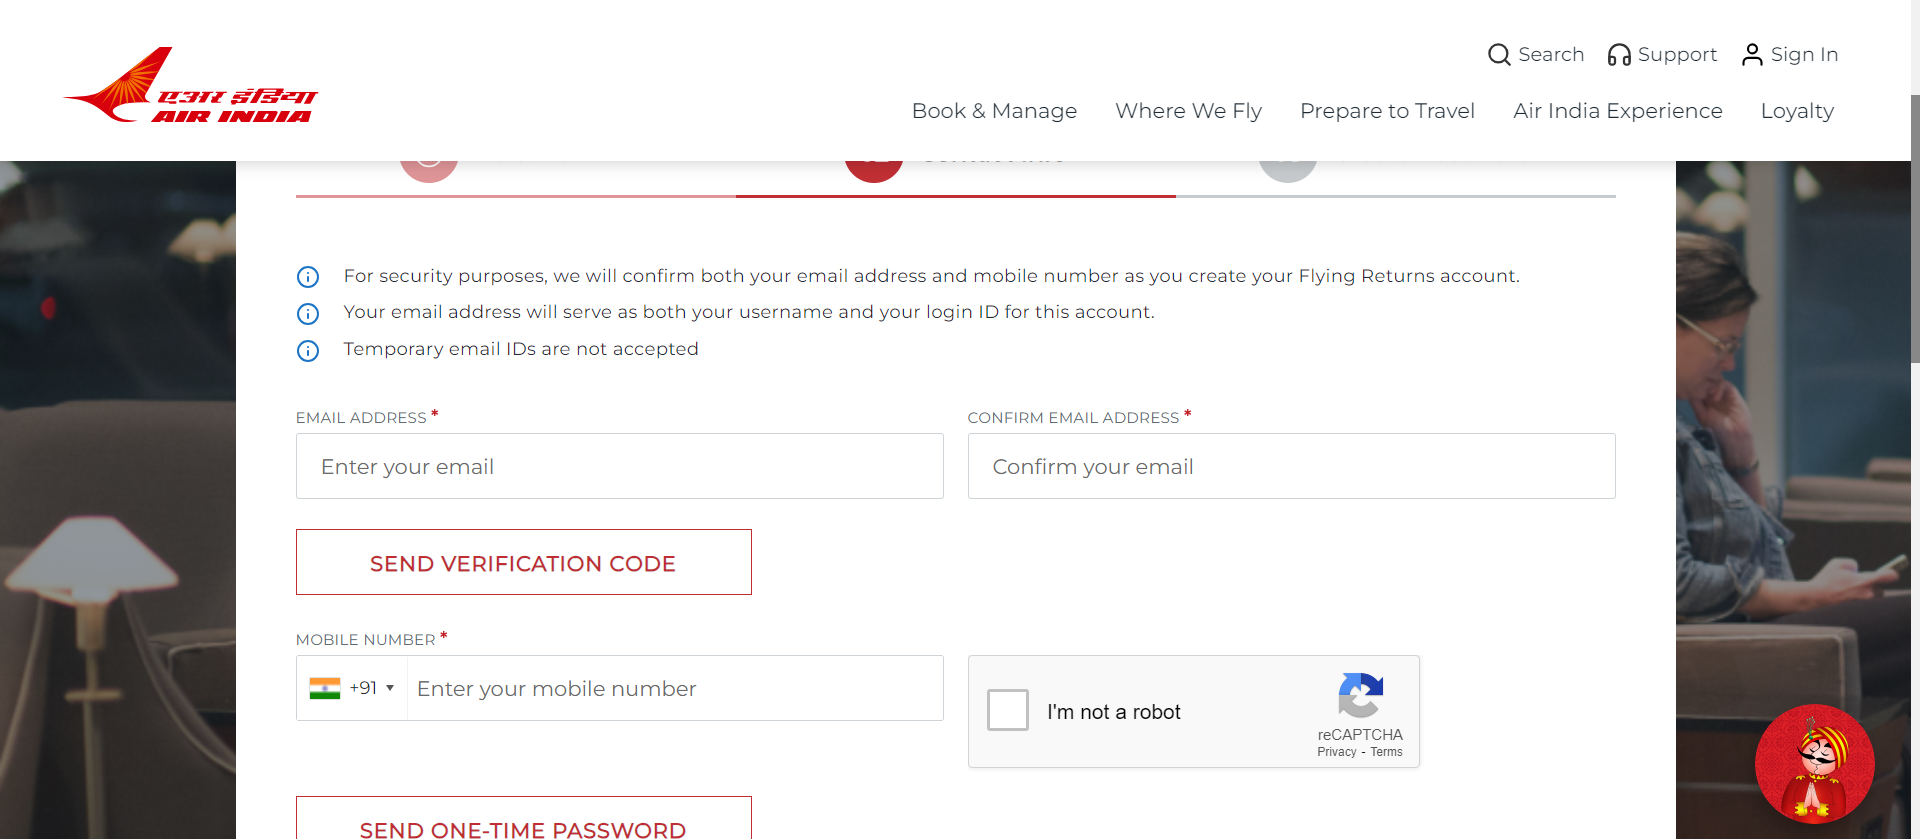 Search Support Sign In
एअर इंडिया
AIR INDIA
Book & Manage Where We Fly Prepare to Travel Air India Experience Loyalty
For security purposes, we will confirm both your email address and mobile number as you create your Flying Returns account.
Your email address will serve as both your username and your login ID for this account.
Temporary email IDs are not accepted
EMAIL ADDRESS * CONFIRM EMAIL ADDRESS *
Enter your email Confirm your email
SEND VERIFICATION CODE
MOBILE NUMBER *
+91 Enter your mobile number
I'm not a robot
reCAPTCHA
Privacy - Terms
SEND ONE-TIME PASSWORD